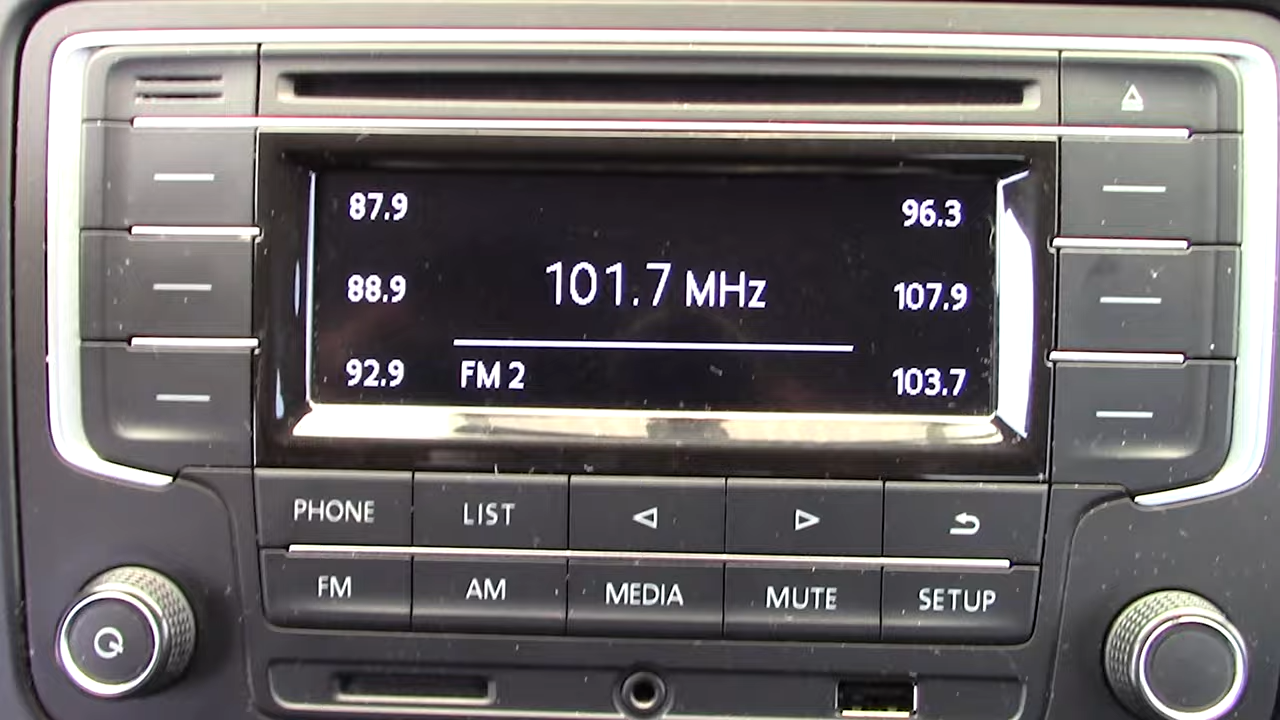 87.9
96.3
101.7 MHz
88.9
107.9
92.9
FM 2
103.7
PHONE
LIST
FM
AM
MEDIA
MUTE
SETUP